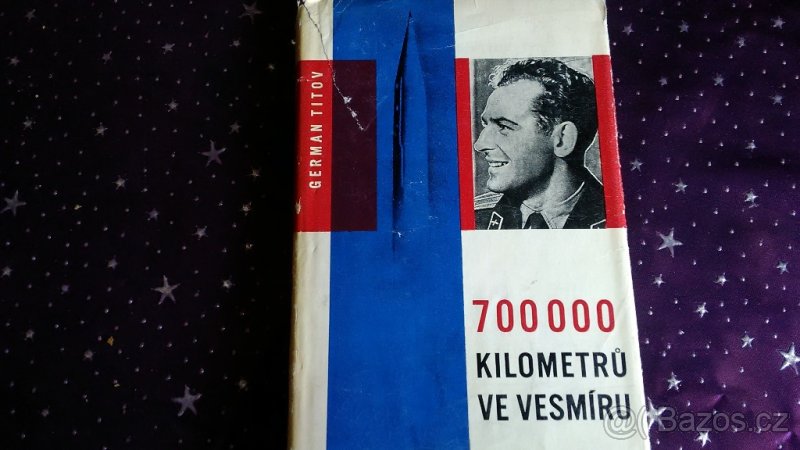 GERMAN TITOV
700 000
KILOMETRŮ
VE VESMÍRU
@ Bazos.cz